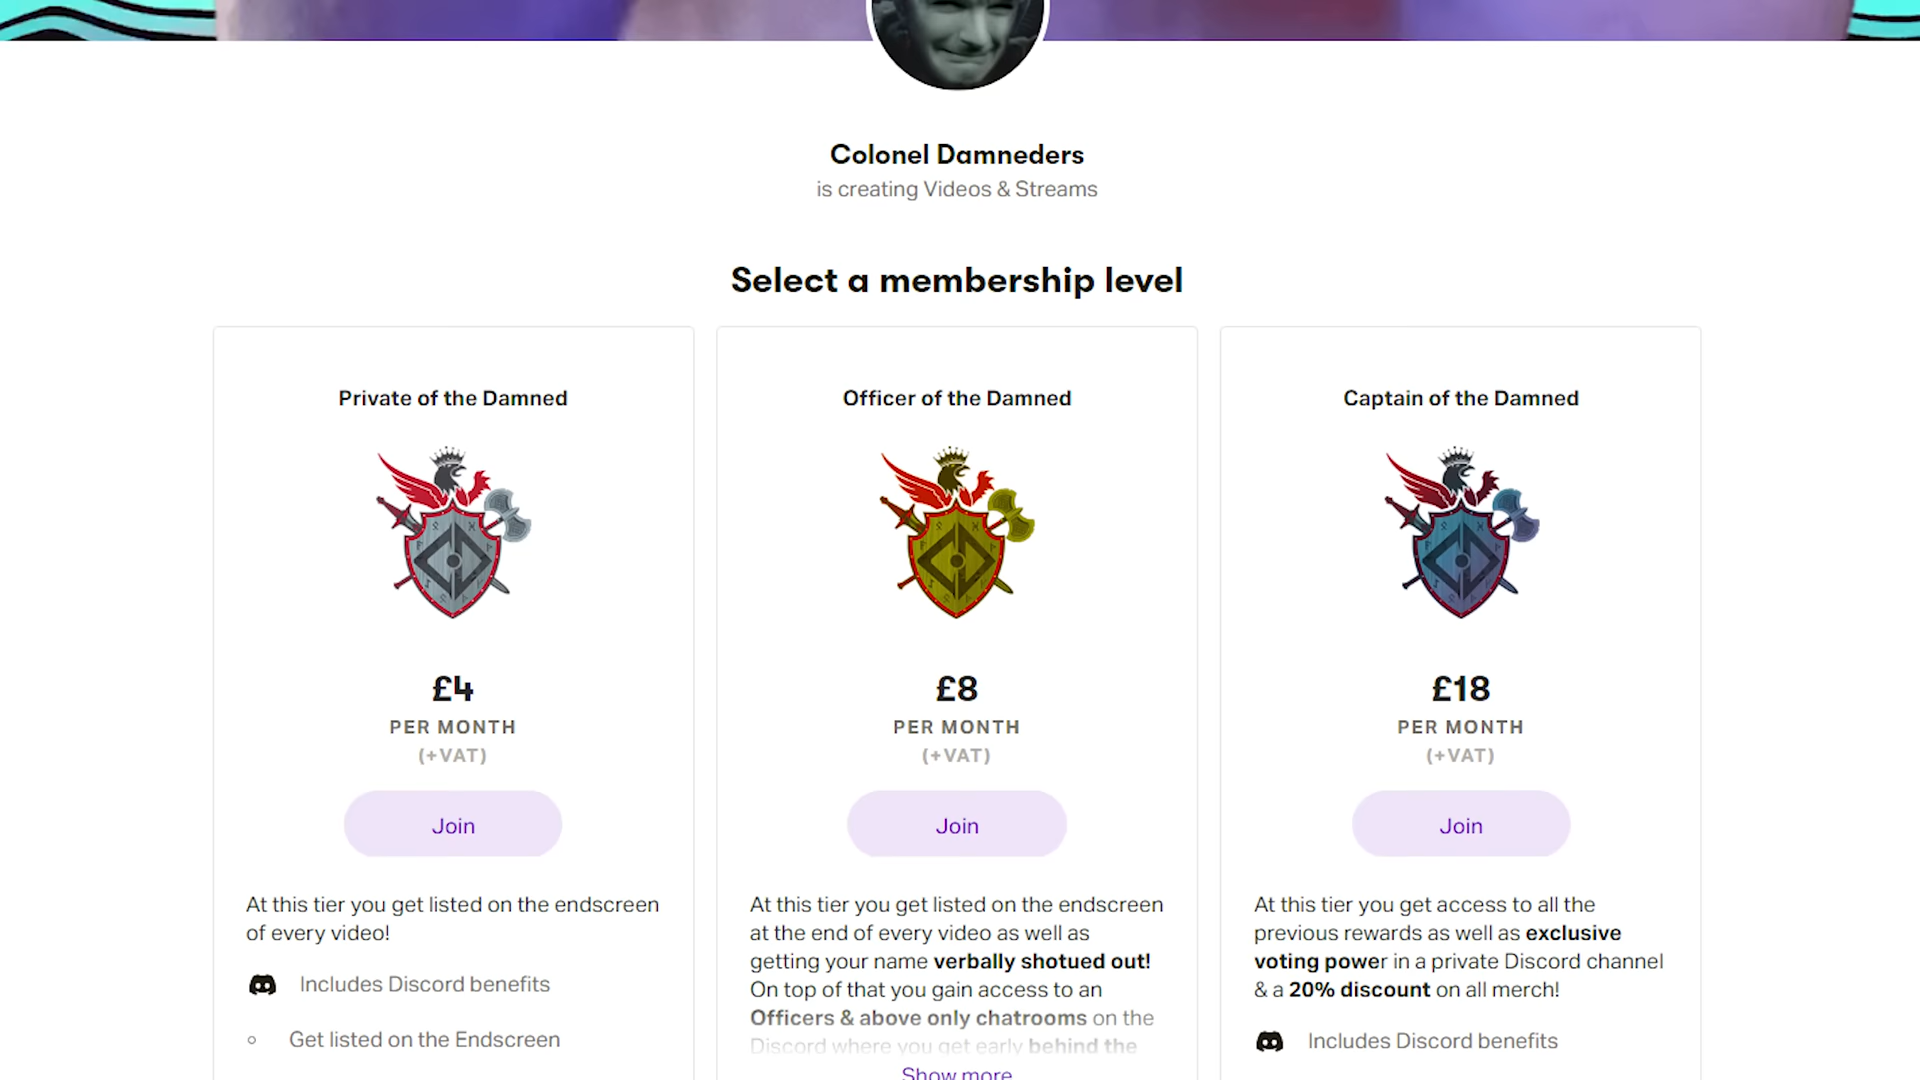 Colonel Damneders
is creating Videos & Streams
Select a membership level
Private of the Damned
£4
PER MONTH
(+VAT)
Join
At this tier you get listed on the endscreen
of every video!
Includes Discord benefits
Get listed on the Endscreen
Officer of the Damned
£8
PER MONTH
(+VAT)
Join
At this tier you get listed on the endscreen
at the end of every video as well as
getting your name verbally shotued out!
On top of that you gain access to an
Officers & above only chatrooms on the
Discord where you get early behind the
Show more
Captain of the Damned
£18
PER MONTH
(+VAT)
Join
At this tier you get access to all the
previous rewards as well as exclusive
voting power in a private Discord channel
& a 20% discount on all merch!
Includes Discord benefits